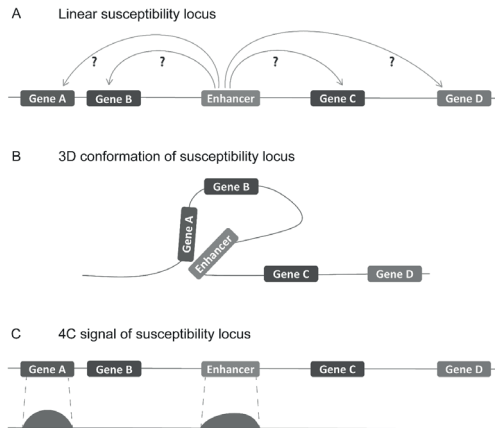 A Linear susceptibility locus
? ? ? ?
Gene A Gene B Enhancer Gene C Gene D
B 3D conformation of susceptibility locus
Gene B
Gene A
Enhancer
Gene C Gene D
C 4C signal of susceptibility locus
Gene A Gene B Enhancer Gene C Gene D